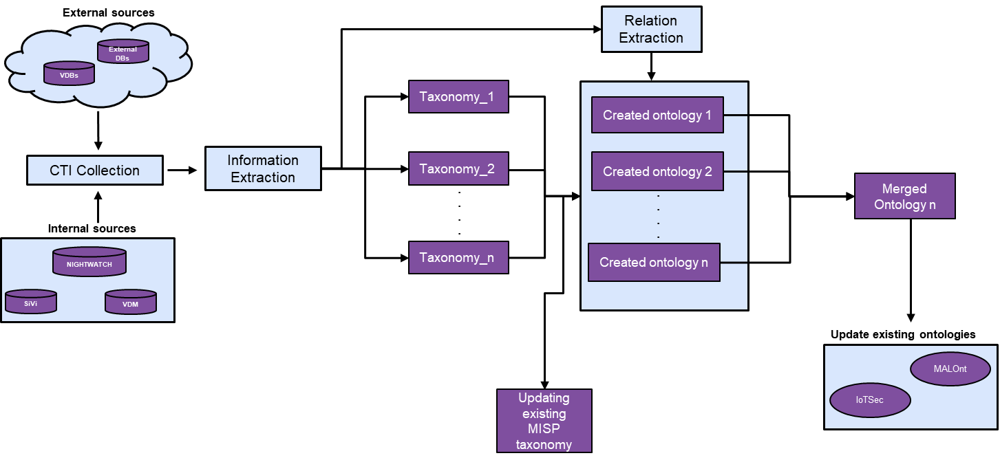 External sources
External
DBs
VDBs
CTI Collection
Internal sources
NIGHTWATCH
SiVi
VDM
Information
Extraction
Relation
Extraction
Taxonomy_1
Taxonomy_2
Taxonomy_n
Created ontology 1
Created ontology 2
Created ontology n
Merged
Ontology n
Updating
existing
MISP
taxonomy
Update existing ontologies
MALOnt
IoTSec